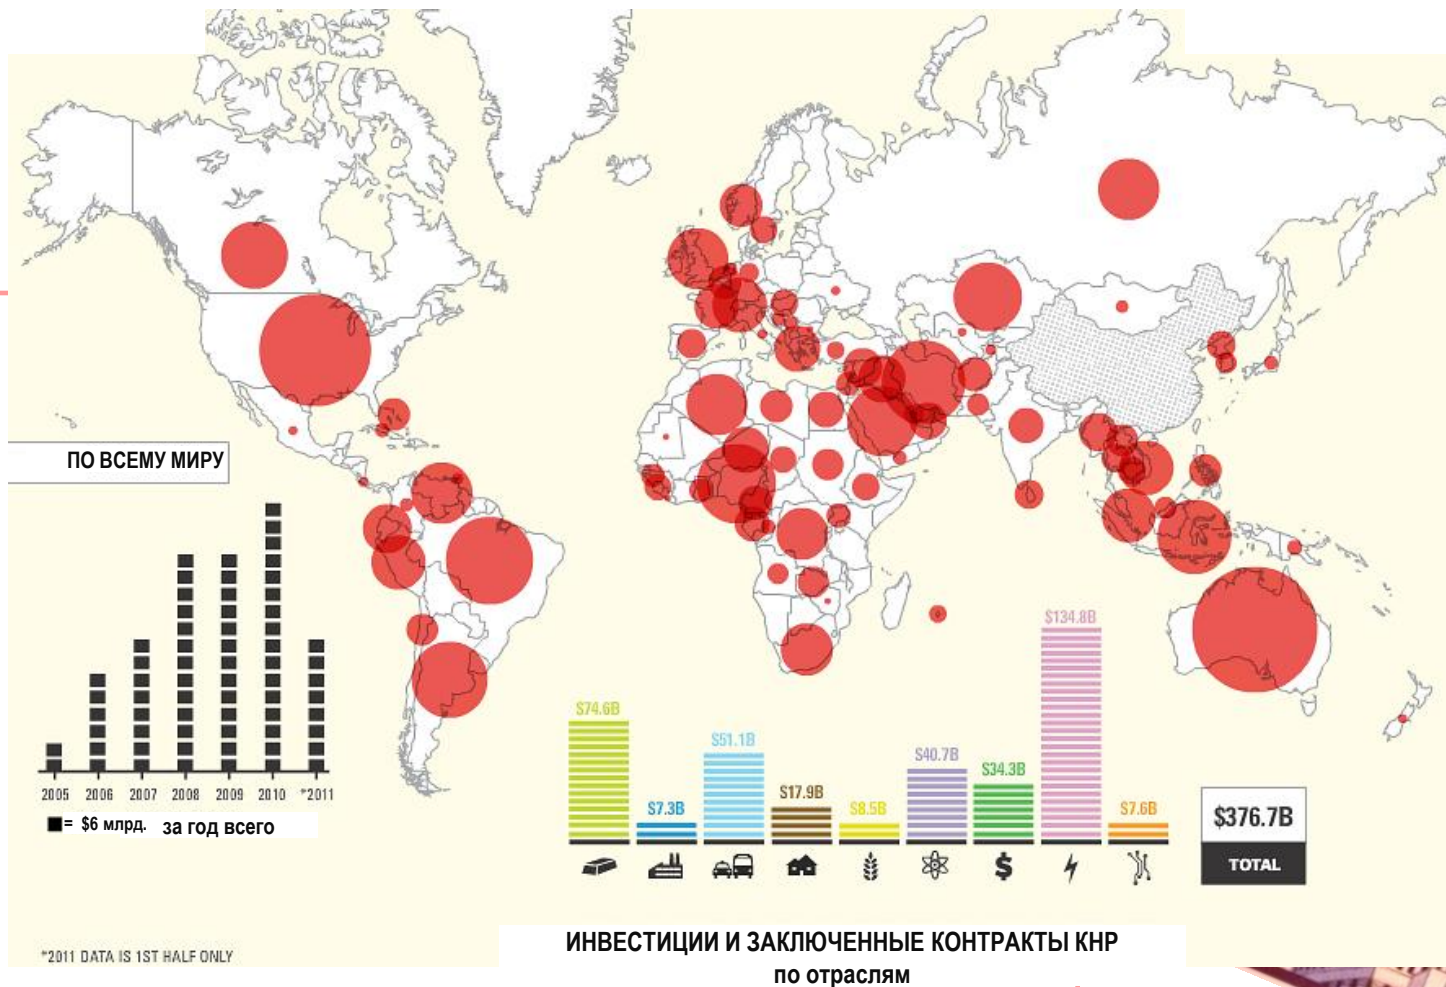 ПО ВСЕМУ МИРУ
2005 2006 2007 2008 2009 2010 *2011
= $6 млрд. за год всего
*2011 DATA IS 1ST HALF ONLY
$74.6B
$7.3B
$51.1B
$17.9B
$8.5B
$40.7B
$34.3B
$134.8B
$7.6B
$
$376.7B
TOTAL
ИНВЕСТИЦИИ И ЗАКЛЮЧЕННЫЕ КОНТРАКТЫ КНР
по отраслям